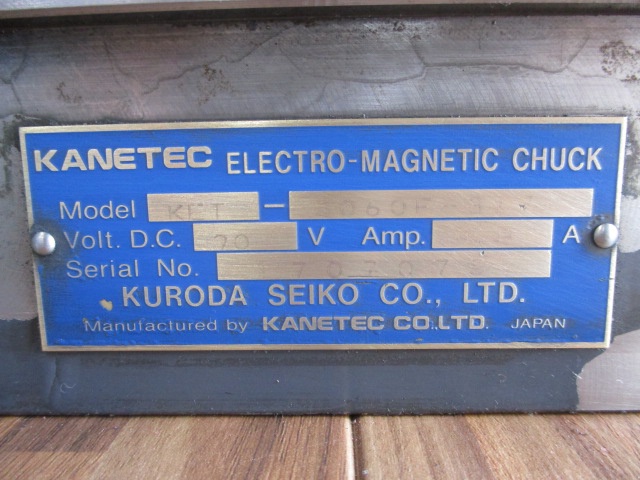 KANETEC ELECTRO-MAGNETIC CHUCK
Model KET -
Volt. D.C. V Amp. A
Serial No.
KURODA SEIKO CO., LTD.
Manufactured by KANETEC CO.,LTD. JAPAN